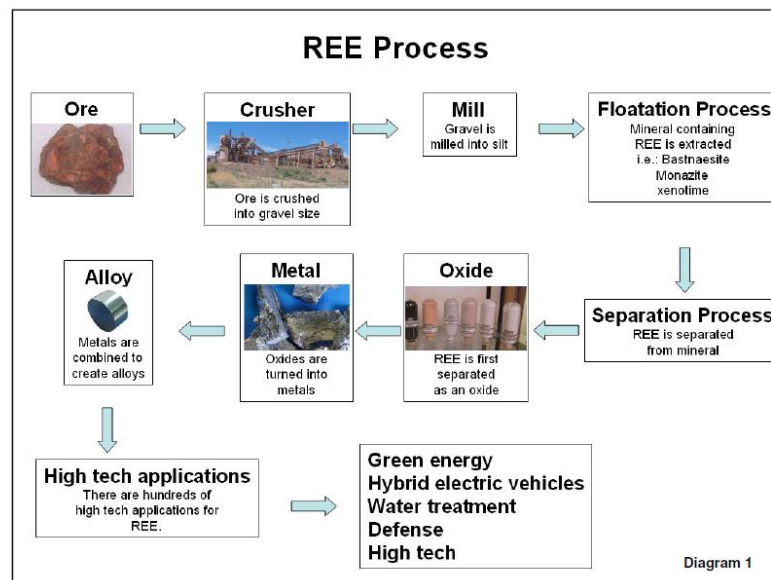 REE Process
Ore
Crusher
Ore is crushed
into gravel size
Mill
Gravel is
milled into silt
Floatation Process
Mineral containing
REE is extracted
i.e.: Bastnaesite
Monazite
xenotime
Separation Process
REE is separated
from mineral
Oxide
REE is first
separated
as an oxide
Metal
Oxides are
turned into
metals
Alloy
Metals are
combined to
create alloys
High tech applications
There are hundreds of
high tech applications for
REE.
Green energy
Hybrid electric vehicles
Water treatment
Defense
High tech
Diagram 1